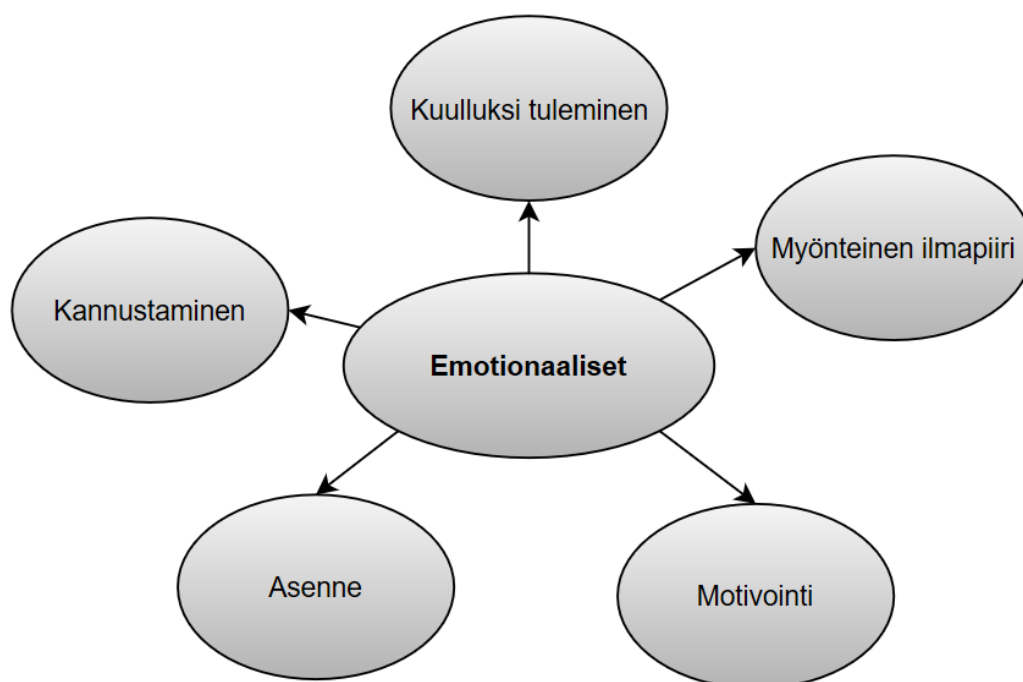 Kuulluksi tuleminen
Myönteinen ilmapiiri
Kannustaminen
Emotionaaliset
Asenne
Motivointi